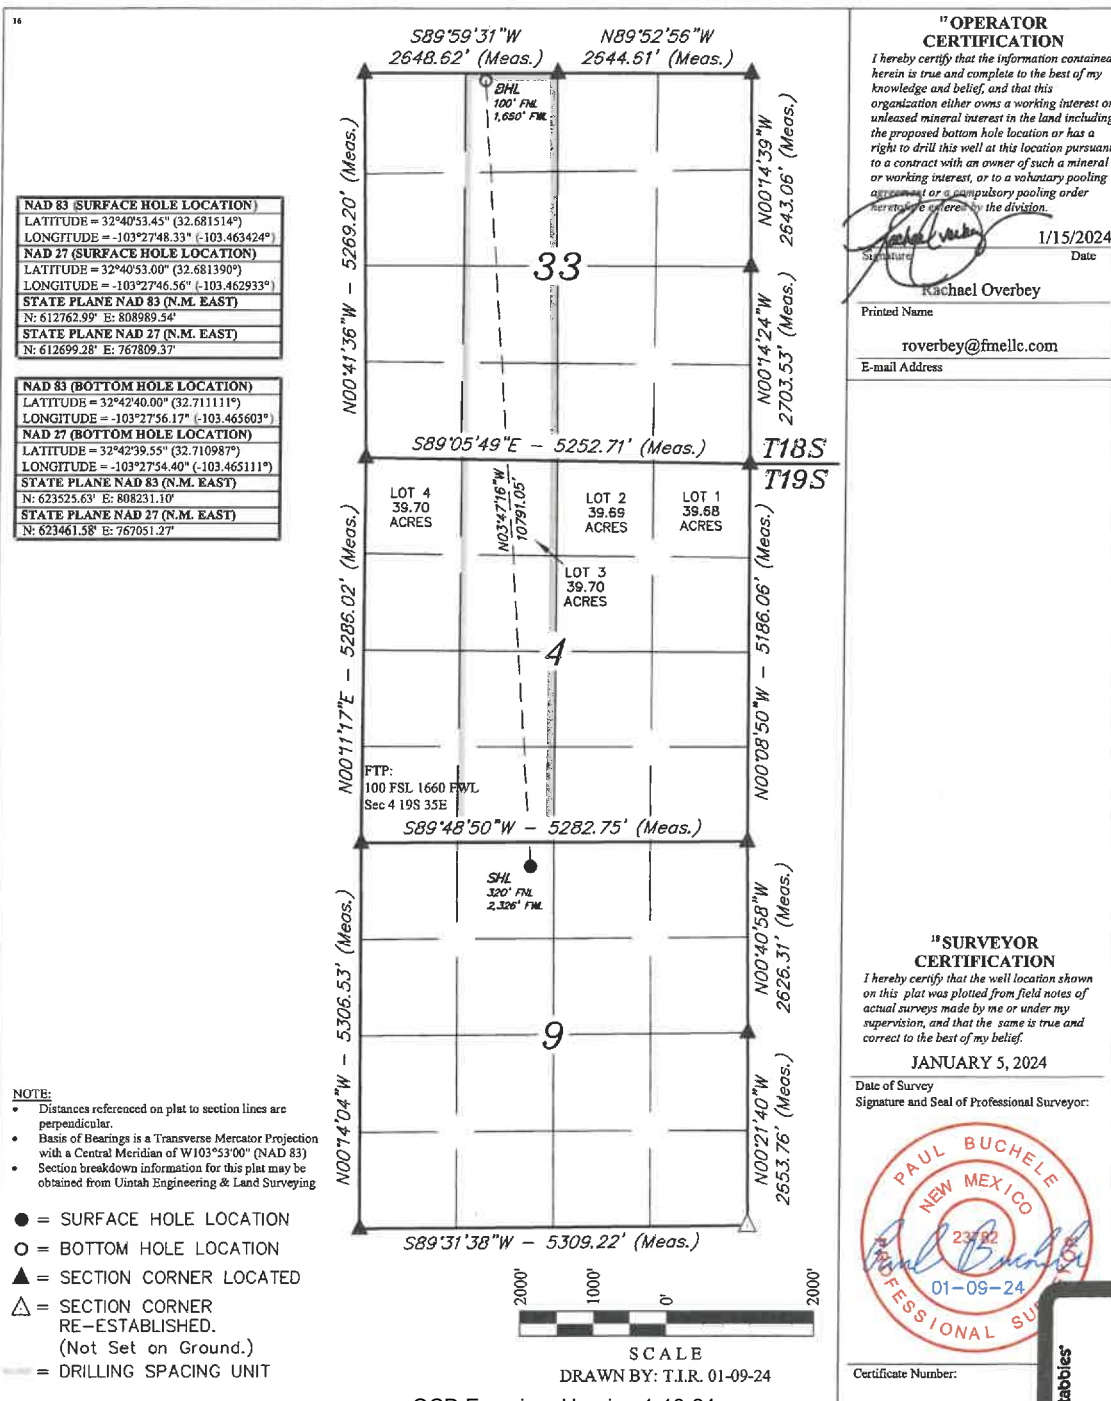 16
S89°59'31"W
2648.62' (Meas.)
N89°52'56"W
2644.61' (Meas.)
BHL
100' FNL
1,650' FWL
N00°41'36"W – 5269.20' (Meas.)
N00°14'39"W
2643.06' (Meas.)
33
N00°14'24"W
2703.53' (Meas.)
S89°05'49"E – 5252.71' (Meas.)
T18S
T19S
NAD 83 (SURFACE HOLE LOCATION)
LATITUDE = 32°40'53.45" (32.681514°)
LONGITUDE = -103°27'48.33" (-103.463424°)
NAD 27 (SURFACE HOLE LOCATION)
LATITUDE = 32°40'53.00" (32.681390°)
LONGITUDE = -103°27'46.56" (-103.462933°)
STATE PLANE NAD 83 (N.M. EAST)
N: 612762.99' E: 808989.54'
STATE PLANE NAD 27 (N.M. EAST)
N: 612699.28' E: 767809.37'
NAD 83 (BOTTOM HOLE LOCATION)
LATITUDE = 32°42'40.00" (32.711111°)
LONGITUDE = -103°27'56.17" (-103.465603°)
NAD 27 (BOTTOM HOLE LOCATION)
LATITUDE = 32°42'39.55" (32.710987°)
LONGITUDE = -103°27'54.40" (-103.465111°)
STATE PLANE NAD 83 (N.M. EAST)
N: 623525.63' E: 808231.10'
STATE PLANE NAD 27 (N.M. EAST)
N: 623461.58' E: 767051.27'
LOT 4
39.70
ACRES
N03°47'16"W
10791.05'
LOT 2
39.69
ACRES
LOT 1
39.68
ACRES
LOT 3
39.70
ACRES
N00°11'17"E – 5286.02' (Meas.)
N00°08'50"W – 5186.06' (Meas.)
4
FTP:
100 FSL 1660 FWL
Sec 4 19S 35E
S89°48'50"W – 5282.75' (Meas.)
SHL
320' FNL
2,326' FWL
N00°14'04"W – 5306.53' (Meas.)
N00°40'58"W
2626.31' (Meas.)
9
N00°21'40"W
2653.76' (Meas.)
S89°31'38"W – 5309.22' (Meas.)
NOTE:
• Distances referenced on plat to section lines are
perpendicular.
• Basis of Bearings is a Transverse Mercator Projection
with a Central Meridian of W103°53'00" (NAD 83)
• Section breakdown information for this plat may be
obtained from Uintah Engineering & Land Surveying
= SURFACE HOLE LOCATION
= BOTTOM HOLE LOCATION
= SECTION CORNER LOCATED
= SECTION CORNER
RE-ESTABLISHED.
(Not Set on Ground.)
= DRILLING SPACING UNIT
2000' 1000' 0' 2000'
SCALE
DRAWN BY: T.I.R. 01-09-24
17 OPERATOR
CERTIFICATION
I hereby certify that the information contained
herein is true and complete to the best of my
knowledge and belief, and that this
organization either owns a working interest or
unleased mineral interest in the land including
the proposed bottom hole location or has a
right to drill this well at this location pursuant
to a contract with an owner of such a mineral
or working interest, or to a voluntary pooling
agreement or a compulsory pooling order
heretofore entered by the division.
Rachael Overbey
1/15/2024
Signature Date
Rachael Overbey
Printed Name
roverbey@fmellc.com
E-mail Address
18 SURVEYOR
CERTIFICATION
I hereby certify that the well location shown
on this plat was plotted from field notes of
actual surveys made by me or under my
supervision, and that the same is true and
correct to the best of my belief.
JANUARY 5, 2024
Date of Survey
Signature and Seal of Professional Surveyor:
PAUL BUCHELE
NEW MEXICO
23782
Paul Buchele
01-09-24
PROFESSIONAL
Certificate Number:
tabbies'